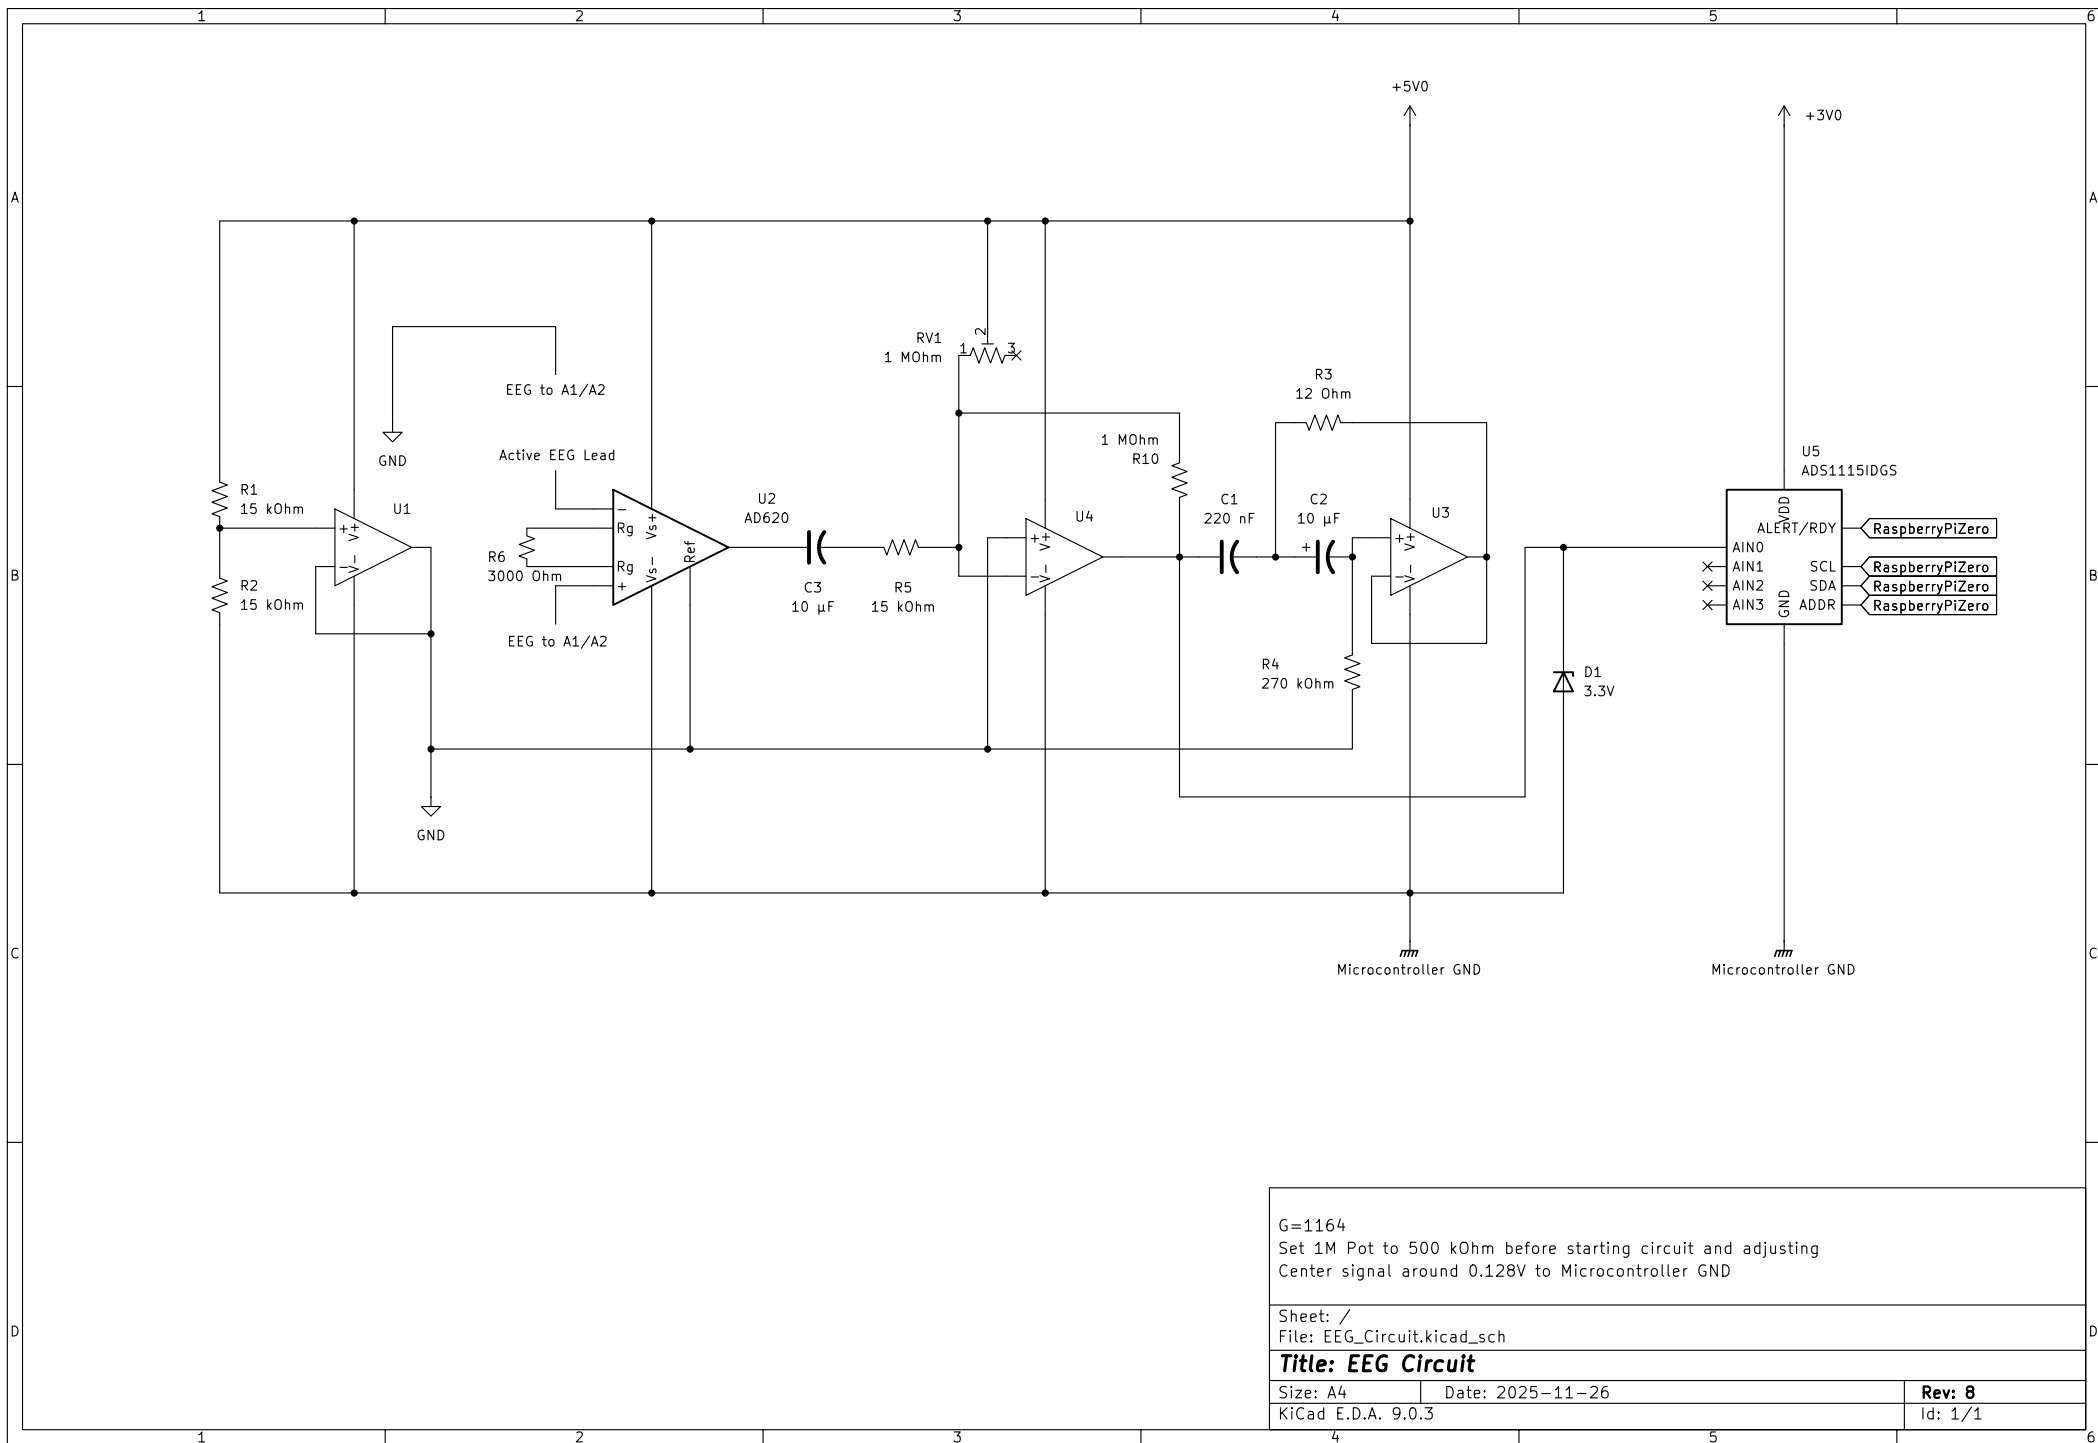 1 2 3 4 5 6
+5V0
+3V0
A A
RV1
1 MOhm
1 2 3
EEG to A1/A2
R3
12 Ohm
GND
Active EEG Lead
1 MOhm
R10
U5
ADS1115IDGS
R1
15 kOhm
U1
+ V+
- V-
U2
AD620
- Rg Rg + Vs+ Vs- Ref
R6
3000 Ohm
C3
10 µF
R5
15 kOhm
U4
+ V+
- V-
C1
220 nF
C2
10 µF
+
U3
+ V+
- V-
VDD
ALERT/RDY RaspberryPiZero
AIN0
AIN1 SCL RaspberryPiZero
AIN2 SDA RaspberryPiZero
AIN3 GND ADDR RaspberryPiZero
B B
R2
15 kOhm
EEG to A1/A2
R4
270 kOhm
D1
3.3V
GND
C C
Microcontroller GND
Microcontroller GND
G=1164
Set 1M Pot to 500 kOhm before starting circuit and adjusting
Center signal around 0.128V to Microcontroller GND
Sheet: /
File: EEG_Circuit.kicad_sch
D D
Title: EEG Circuit
Size: A4 Date: 2025-11-26 Rev: 8
KiCad E.D.A. 9.0.3 Id: 1/1
1 2 3 4 5 6